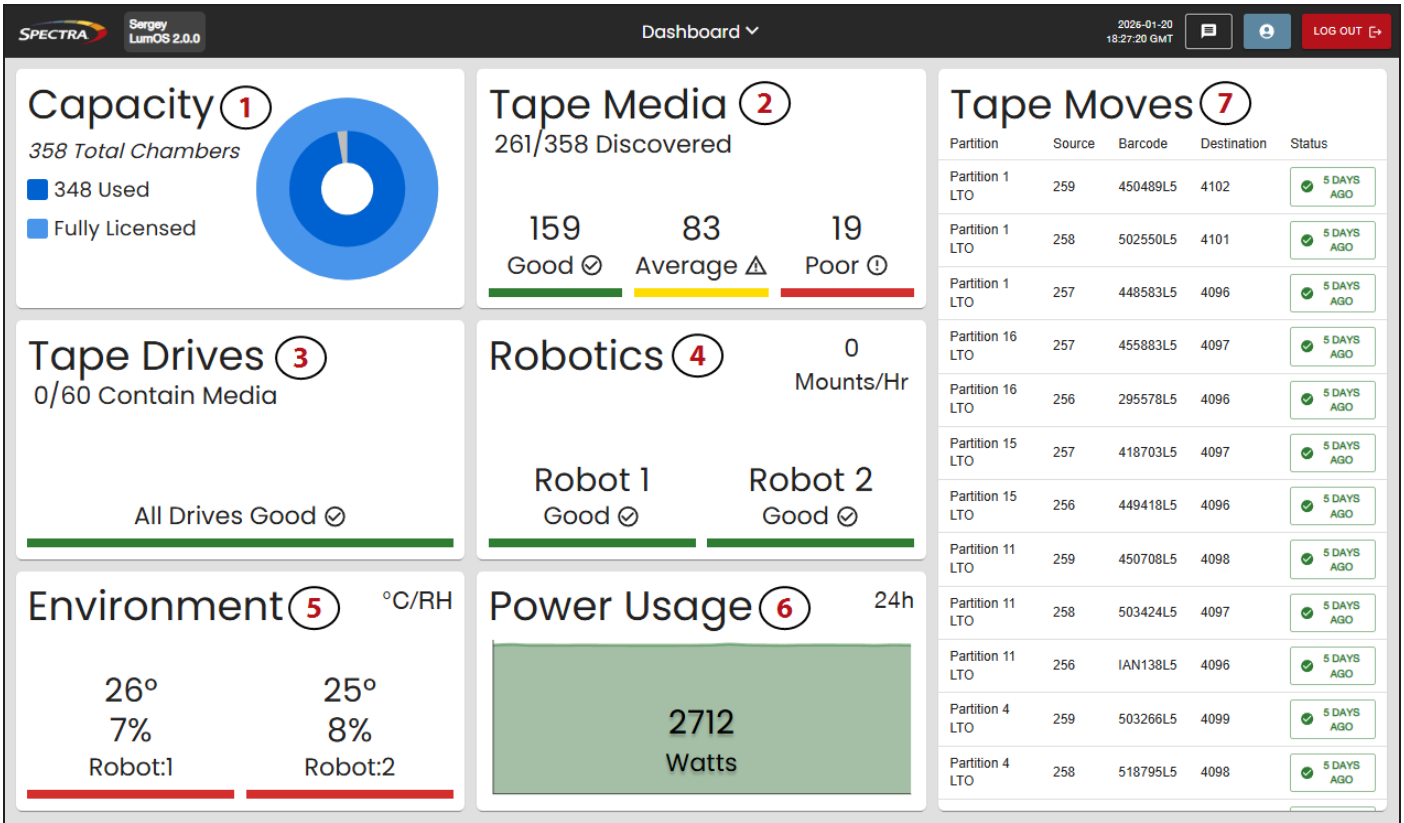 SPECTRA
Sergey
LumOS 2.0.0
Dashboard
2026-01-20
18:27:20 GMT
LOG OUT
Capacity 1
358 Total Chambers
348 Used
Fully Licensed
Tape Media 2
261/358 Discovered
159 83 19
Good Average Poor
Tape Drives 3
0/60 Contain Media
All Drives Good
Robotics 4
0
Mounts/Hr
Robot 1 Robot 2
Good Good
Environment 5 °C/RH
26° 25°
7% 8%
Robot:1 Robot:2
Power Usage 6 24h
2712
Watts
Tape Moves 7
Partition Source Barcode Destination Status
Partition 1 LTO 259 450489L5 4102 5 DAYS AGO
Partition 1 LTO 258 502550L5 4101 5 DAYS AGO
Partition 1 LTO 257 448583L5 4096 5 DAYS AGO
Partition 16 LTO 257 455883L5 4097 5 DAYS AGO
Partition 16 LTO 256 295578L5 4096 5 DAYS AGO
Partition 15 LTO 257 418703L5 4097 5 DAYS AGO
Partition 15 LTO 256 449418L5 4096 5 DAYS AGO
Partition 11 LTO 259 450708L5 4098 5 DAYS AGO
Partition 11 LTO 258 503424L5 4097 5 DAYS AGO
Partition 11 LTO 256 IAN138L5 4096 5 DAYS AGO
Partition 4 LTO 259 503266L5 4099 5 DAYS AGO
Partition 4 LTO 258 518795L5 4098 5 DAYS AGO